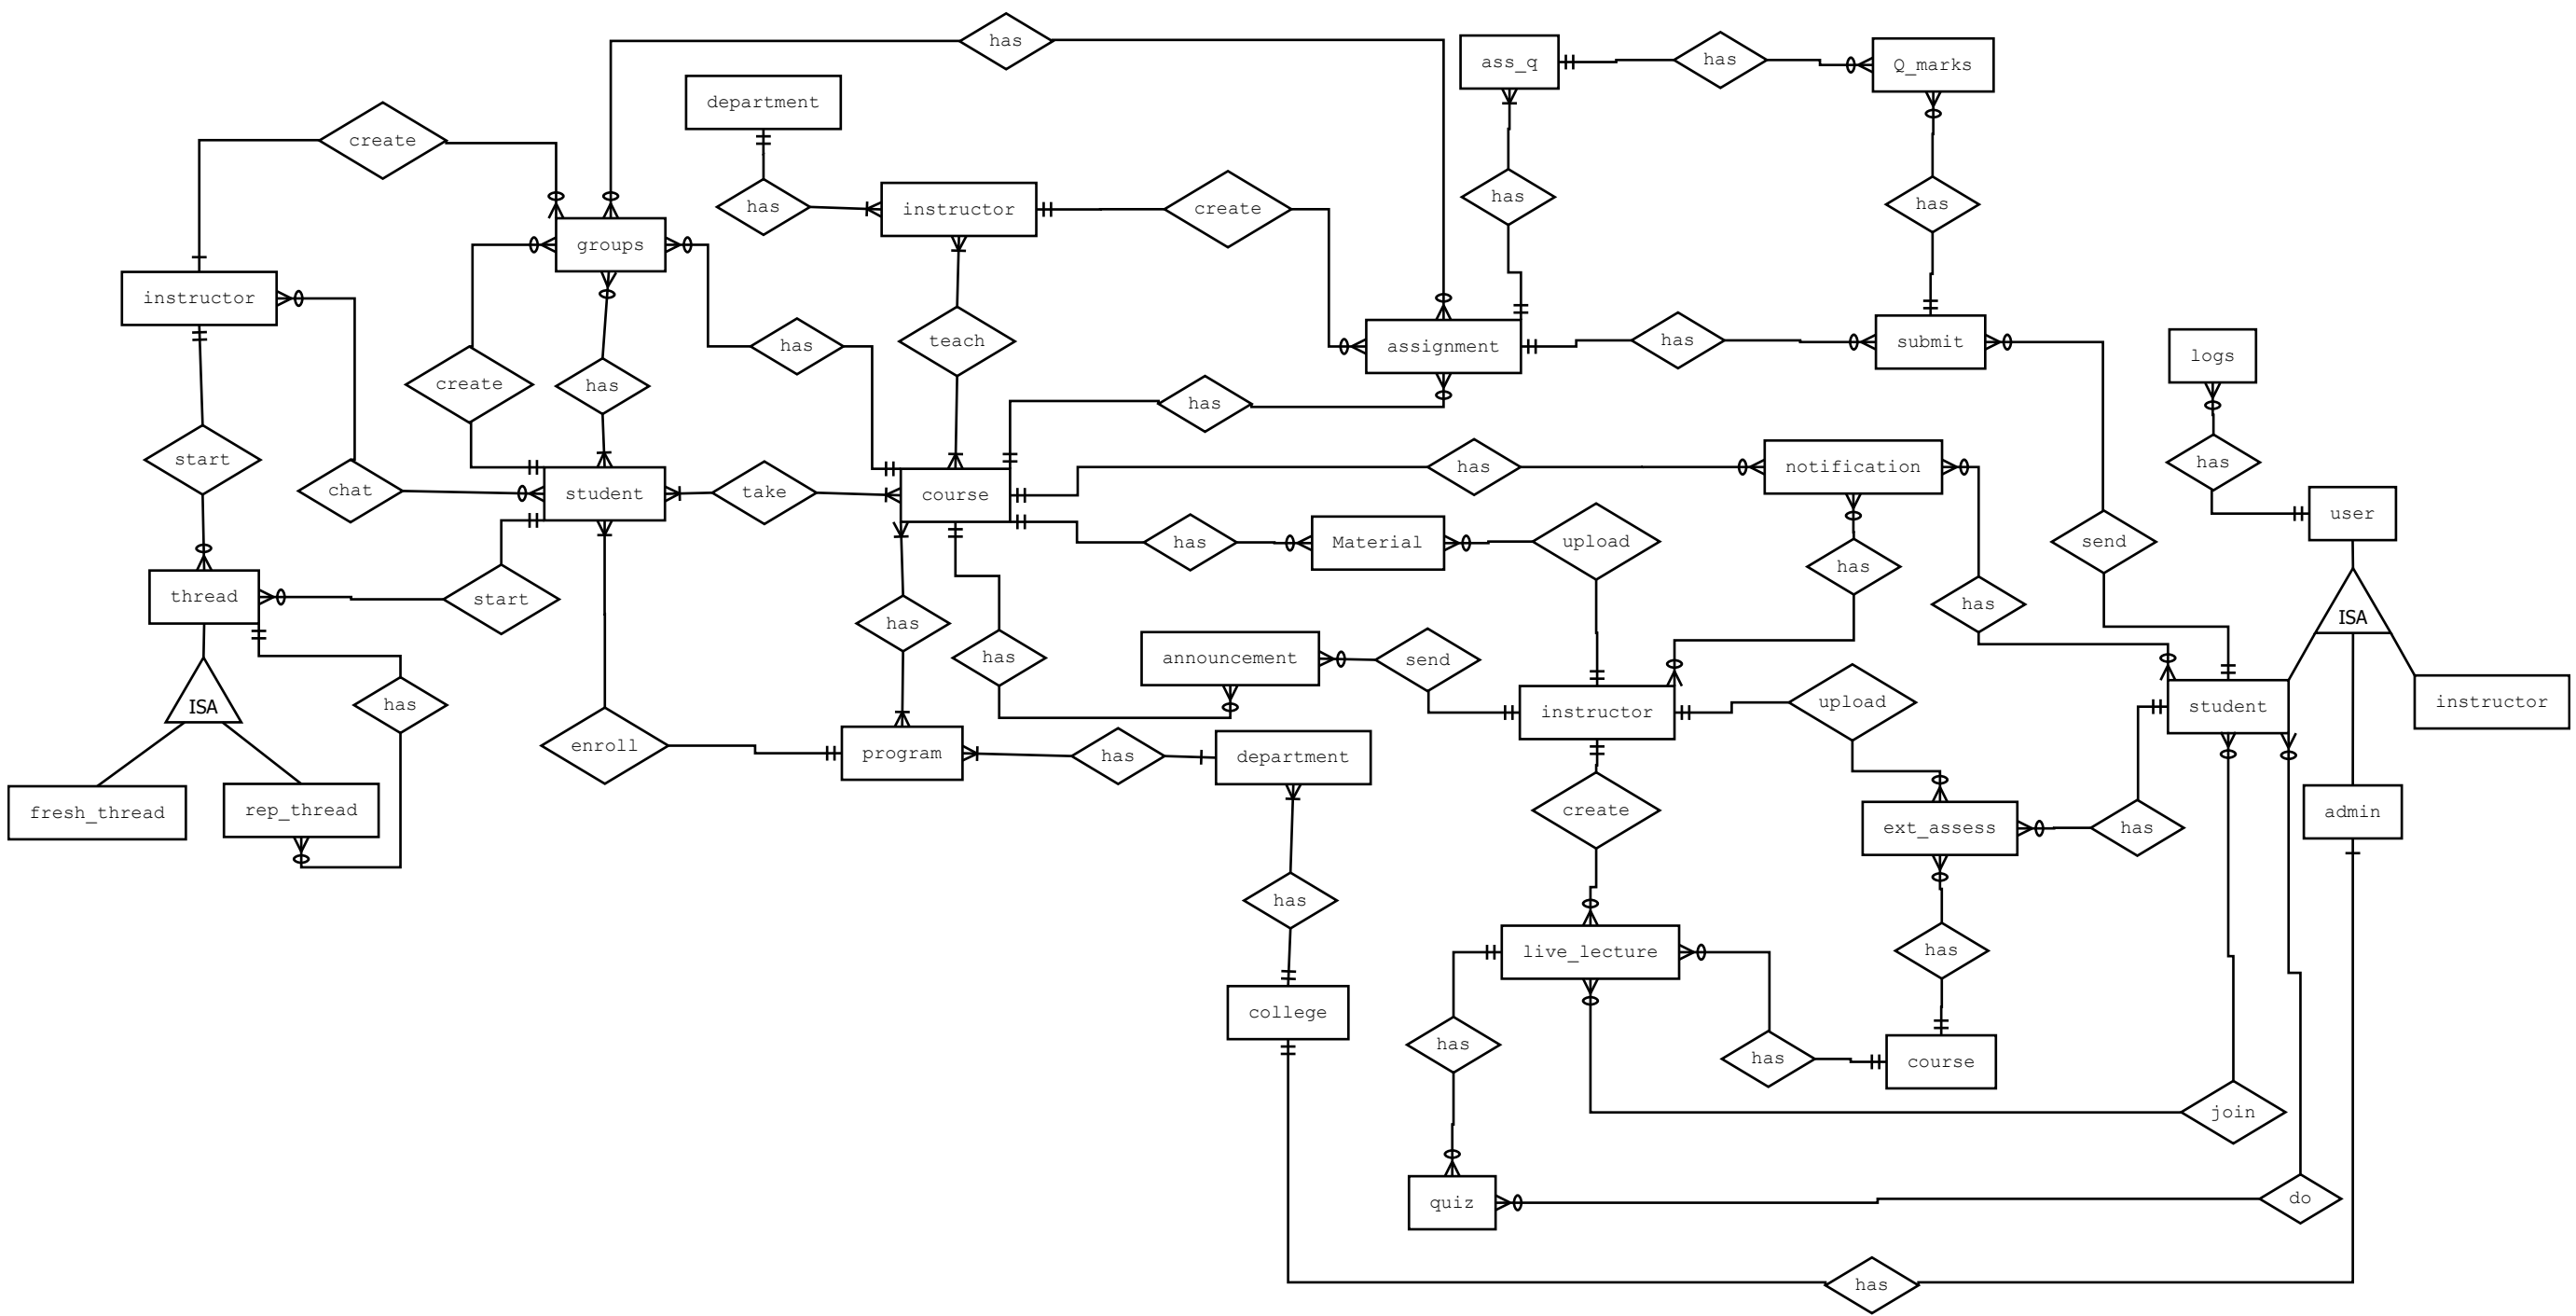 has
ass_q
has
Q_marks
department
create
has
instructor
create
has
has
groups
instructor
has
teach
assignment
has
submit
logs
create
has
has
start
chat
student
take
course
has
notification
has
user
has
Material
upload
has
send
thread
start
has
has
has
ISA
has
announcement
send
ISA
has
instructor
upload
student
instructor
enroll
program
has
department
fresh_thread
rep_thread
create
ext_assess
has
admin
has
has
live_lecture
college
has
has
course
join
quiz
do
has